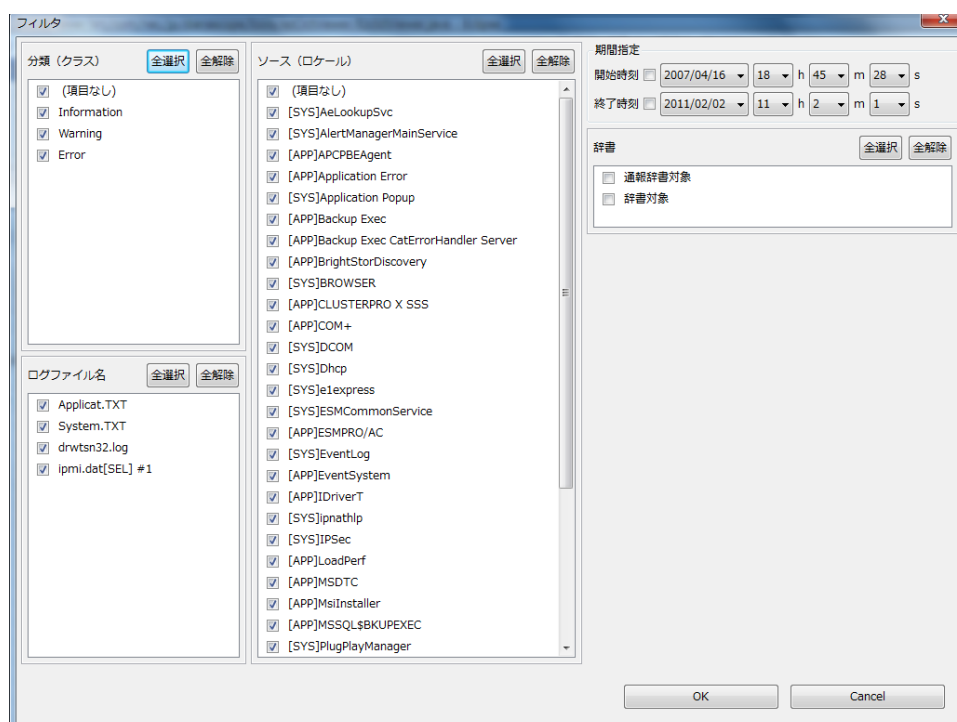 フィルタ
分類（クラス） 全選択 全解除
（項目なし）
Information
Warning
Error
ログファイル名 全選択 全解除
Applicat.TXT
System.TXT
drwtsn32.log
ipmi.dat[SEL] #1
ソース（ロケール） 全選択 全解除
（項目なし）
[SYS]AeLookupSvc
[SYS]AlertManagerMainService
[APP]APCPBEAgent
[APP]Application Error
[SYS]Application Popup
[APP]Backup Exec
[APP]Backup Exec CatErrorHandler Server
[APP]BrightStorDiscovery
[SYS]BROWSER
[APP]CLUSTERPRO X SSS
[APP]COM+
[SYS]DCOM
[SYS]Dhcp
[SYS]e1express
[SYS]ESMCommonService
[APP]ESMPRO/AC
[SYS]EventLog
[APP]EventSystem
[APP]IDriverT
[SYS]ipnathlp
[SYS]IPSec
[APP]LoadPerf
[APP]MSDTC
[APP]MsiInstaller
[APP]MSSQL$BKUPEXEC
[SYS]PlugPlayManager
期間指定
開始時刻 2007/04/16 18 h 45 m 28 s
終了時刻 2011/02/02 11 h 2 m 1 s
辞書 全選択 全解除
通報辞書対象
辞書対象
OK Cancel